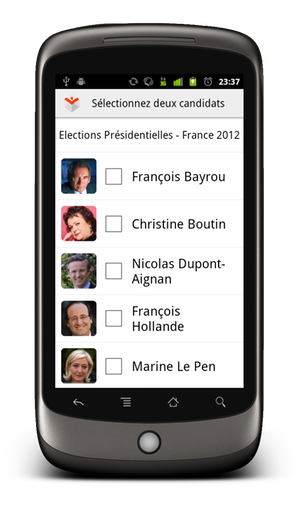 23:37
Sélectionnez deux candidats
Elections Présidentielles - France 2012
François Bayrou
Christine Boutin
Nicolas Dupont-
Aignan
François
Hollande
Marine Le Pen